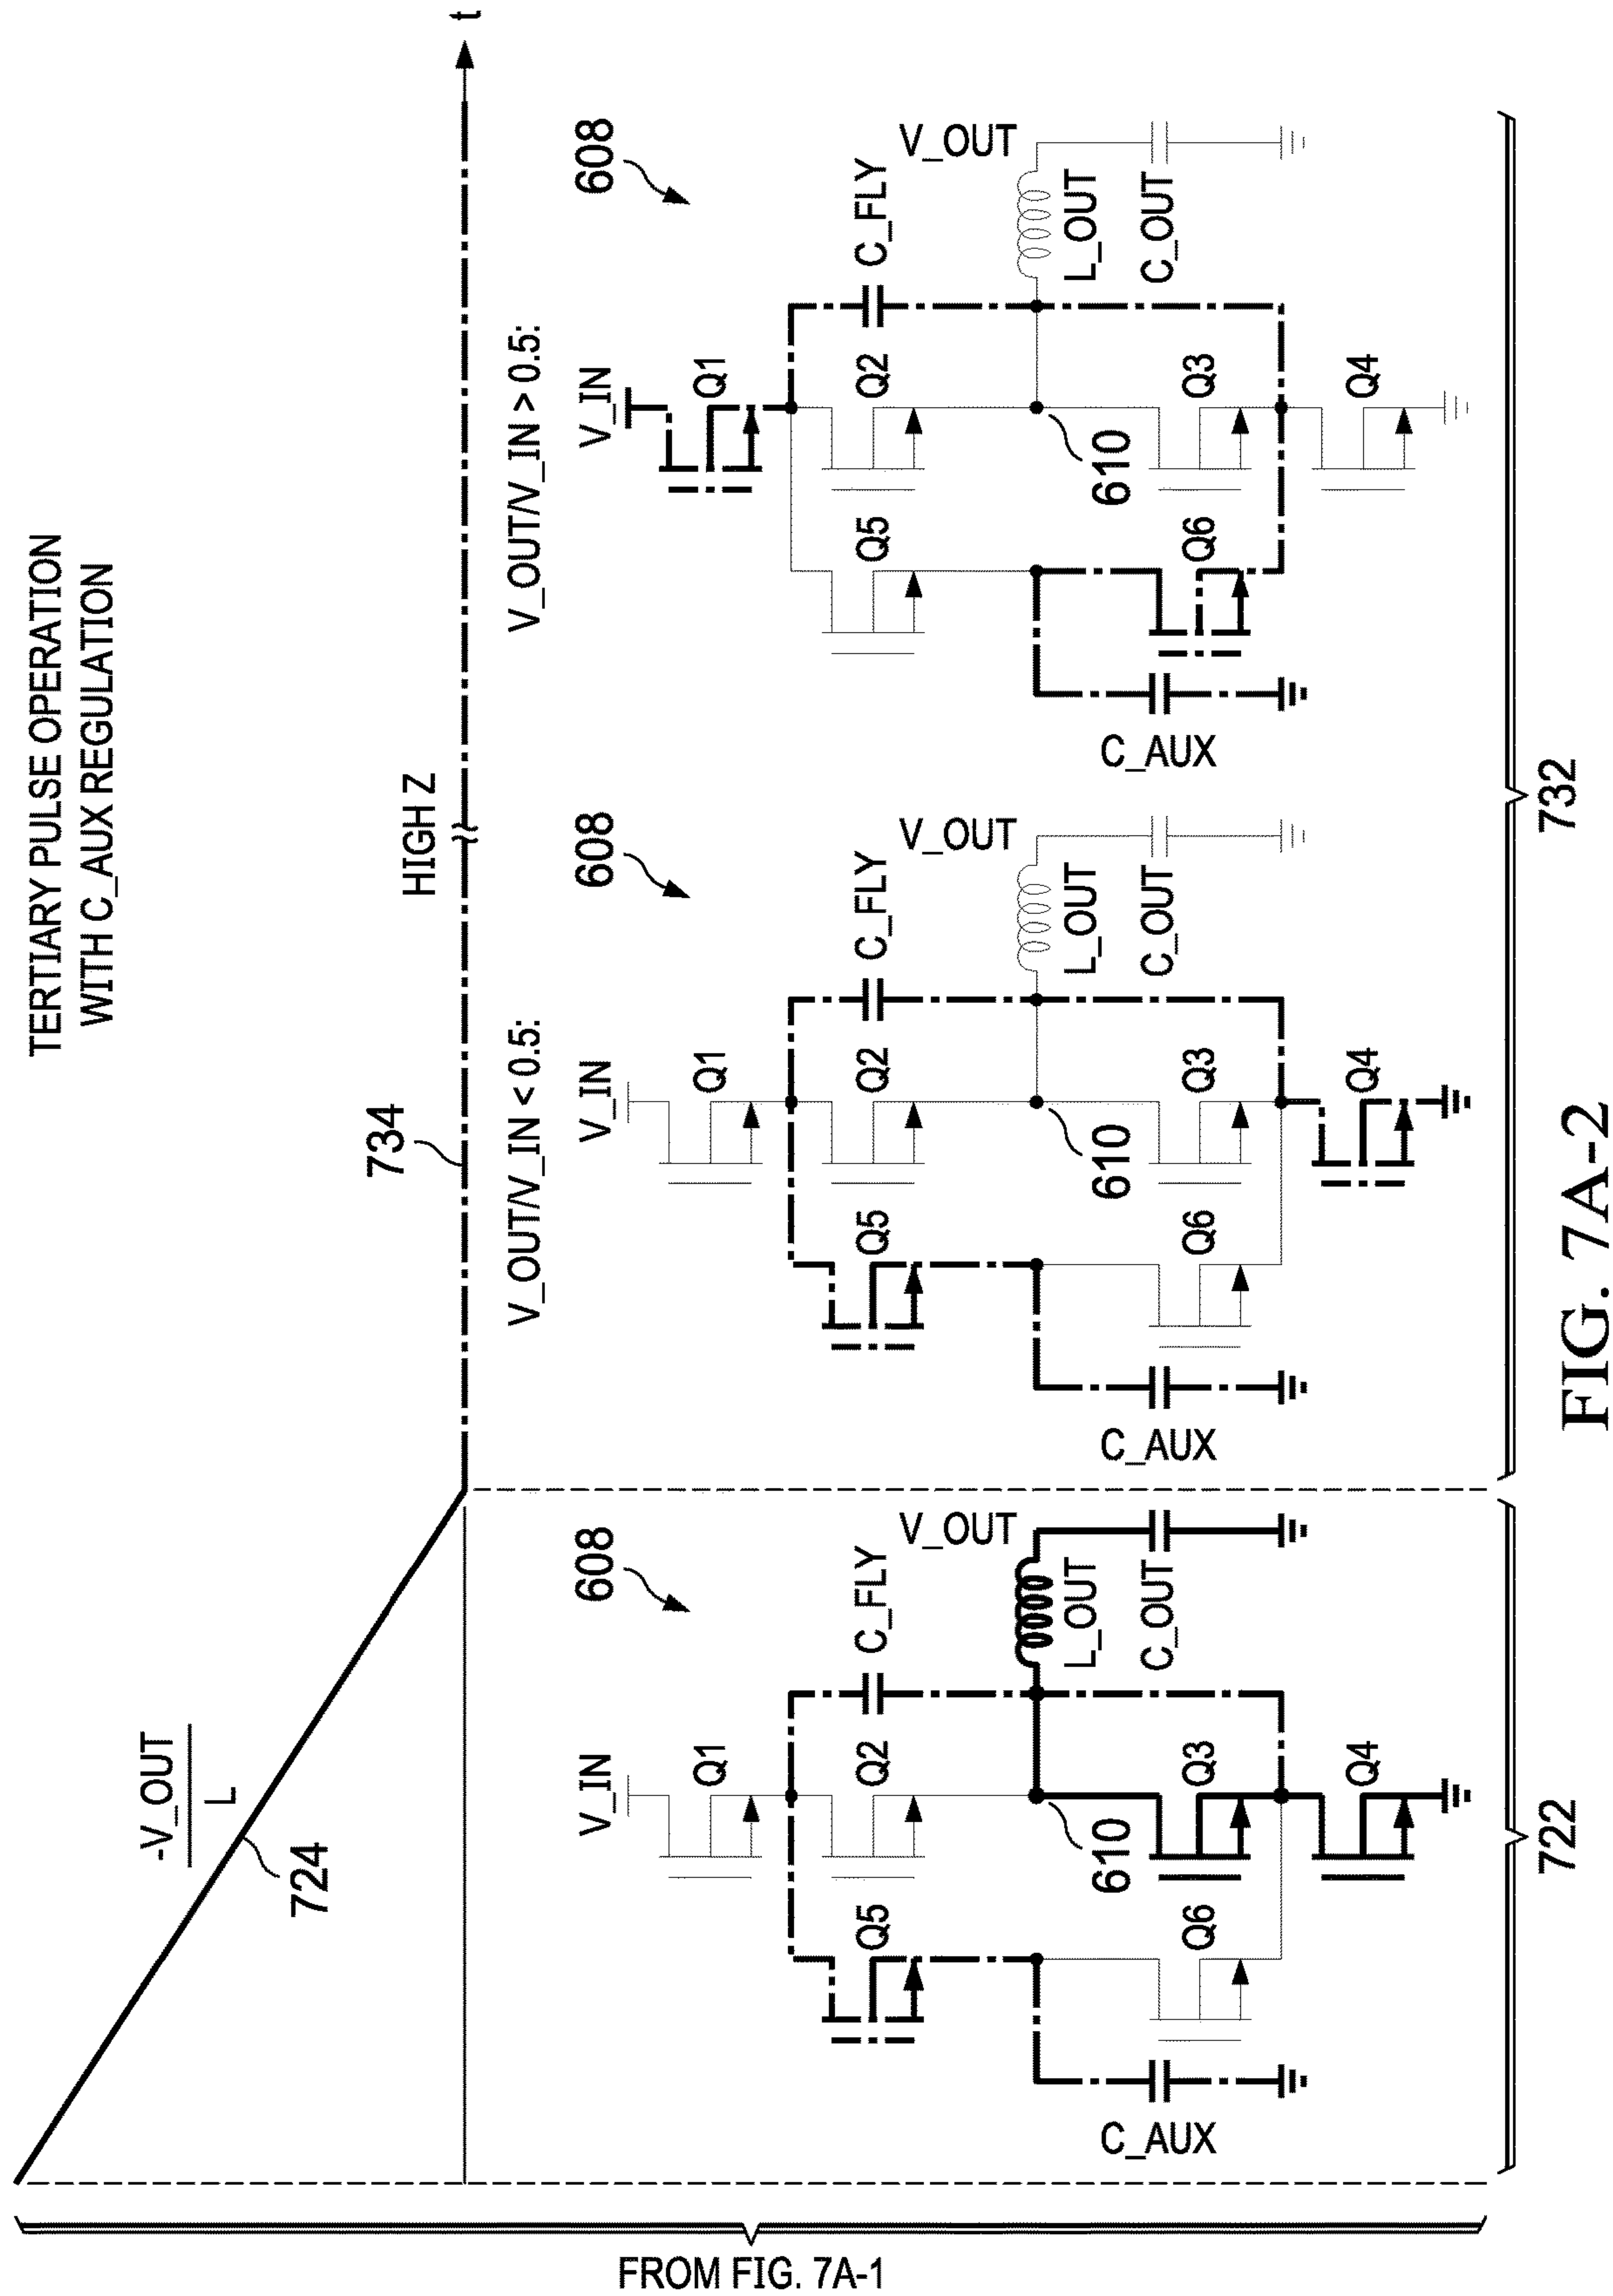 TERTIARY PULSE OPERATION
WITH C_AUX REGULATION
-V_OUT
L
724
734
HIGH Z
t
FROM FIG. 7A-1
608
V_IN
Q1
Q2
C_FLY
Q5
V_OUT
610
L_OUT
C_OUT
Q3
Q6
C_AUX
Q4
722
V_OUT/V_IN < 0.5:
608
V_IN
Q1
Q2
C_FLY
Q5
V_OUT
610
L_OUT
C_OUT
Q3
Q6
C_AUX
Q4
V_OUT/V_IN > 0.5:
608
V_IN
Q1
Q2
C_FLY
Q5
V_OUT
610
L_OUT
C_OUT
Q3
Q6
C_AUX
Q4
732
FIG. 7A-2